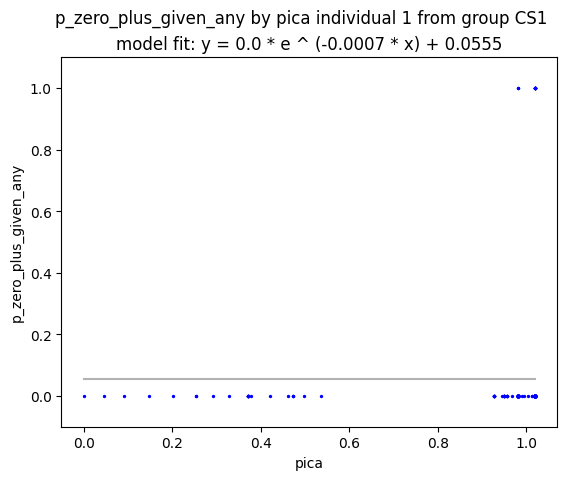 p_zero_plus_given_any by pica individual 1 from group CS1
model fit: y = 0.0 * e ^ (-0.0007 * x) + 0.0555
1.0
0.8
0.6
0.4
0.2
0.0
p_zero_plus_given_any
0.0 0.2 0.4 0.6 0.8 1.0
pica